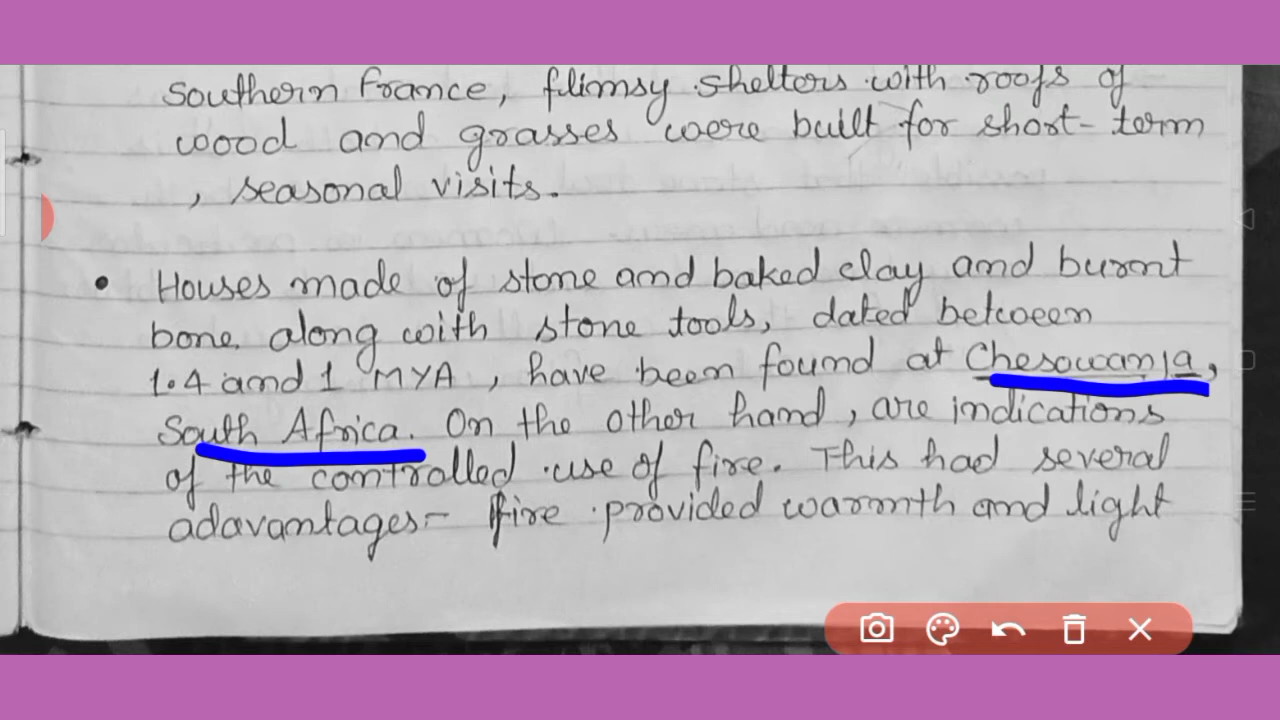 Southern France, flimsy shelters with roofs of
wood and grasses were built for short-term
, seasonal visits.
• Houses made of stone and baked clay and burnt
bone along with stone tools, dated between
1.4 and 1 MYA, have been found at Chesowanja,
South Africa. On the other hand, are indications
of the controlled use of fire. This had several
adavantages- fire provided warmth and light